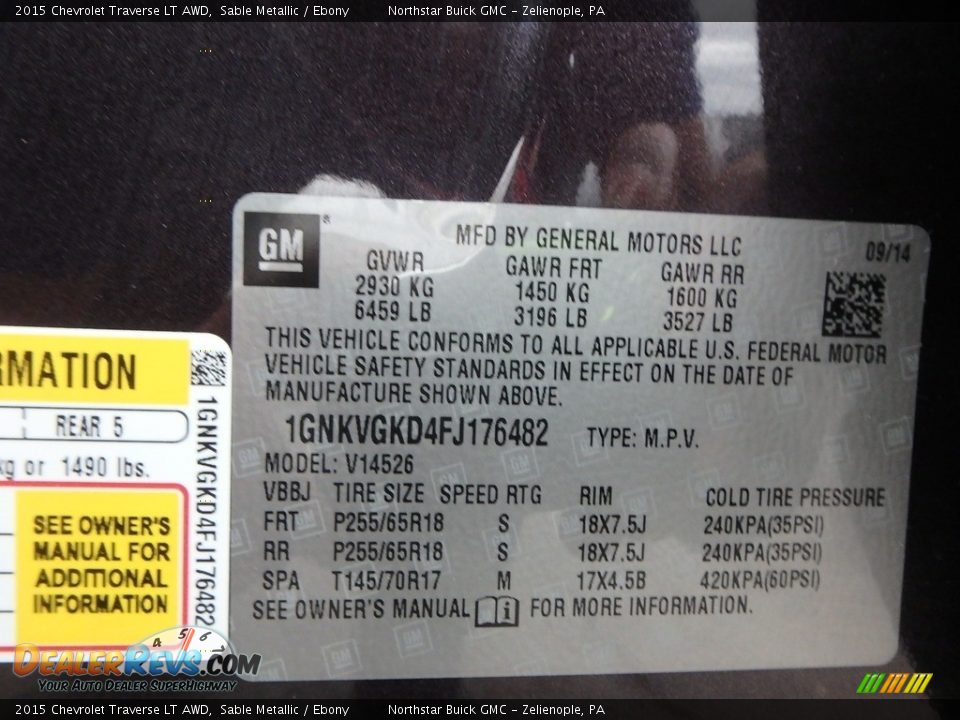 2015 Chevrolet Traverse LT AWD, Sable Metallic / Ebony Northstar Buick GMC - Zelienople, PA
GM®
MFD BY GENERAL MOTORS LLC 09/14
GVWR GAWR FRT GAWR RR
2930 KG 1450 KG 1600 KG
6459 LB 3196 LB 3527 LB
THIS VEHICLE CONFORMS TO ALL APPLICABLE U.S. FEDERAL MOTOR
VEHICLE SAFETY STANDARDS IN EFFECT ON THE DATE OF
MANUFACTURE SHOWN ABOVE.
1GNKVGKD4FJ176482 TYPE: M.P.V.
MODEL: V14526
VBBJ TIRE SIZE SPEED RTG RIM COLD TIRE PRESSURE
FRT P255/65R18 S 18X7.5J 240KPA(35PSI)
RR P255/65R18 S 18X7.5J 240KPA(35PSI)
SPA T145/70R17 M 17X4.5B 420KPA(60PSI)
SEE OWNER'S MANUAL i FOR MORE INFORMATION.
RMATION
REAR 5
kg or 1490 lbs.
SEE OWNER'S
MANUAL FOR
ADDITIONAL
INFORMATION
1GNKVGKD4FJ176482
4 5 6
DEALERREVS.COM
YOUR AUTO DEALER SUPERHIGHWAY
2015 Chevrolet Traverse LT AWD, Sable Metallic / Ebony Northstar Buick GMC - Zelienople, PA